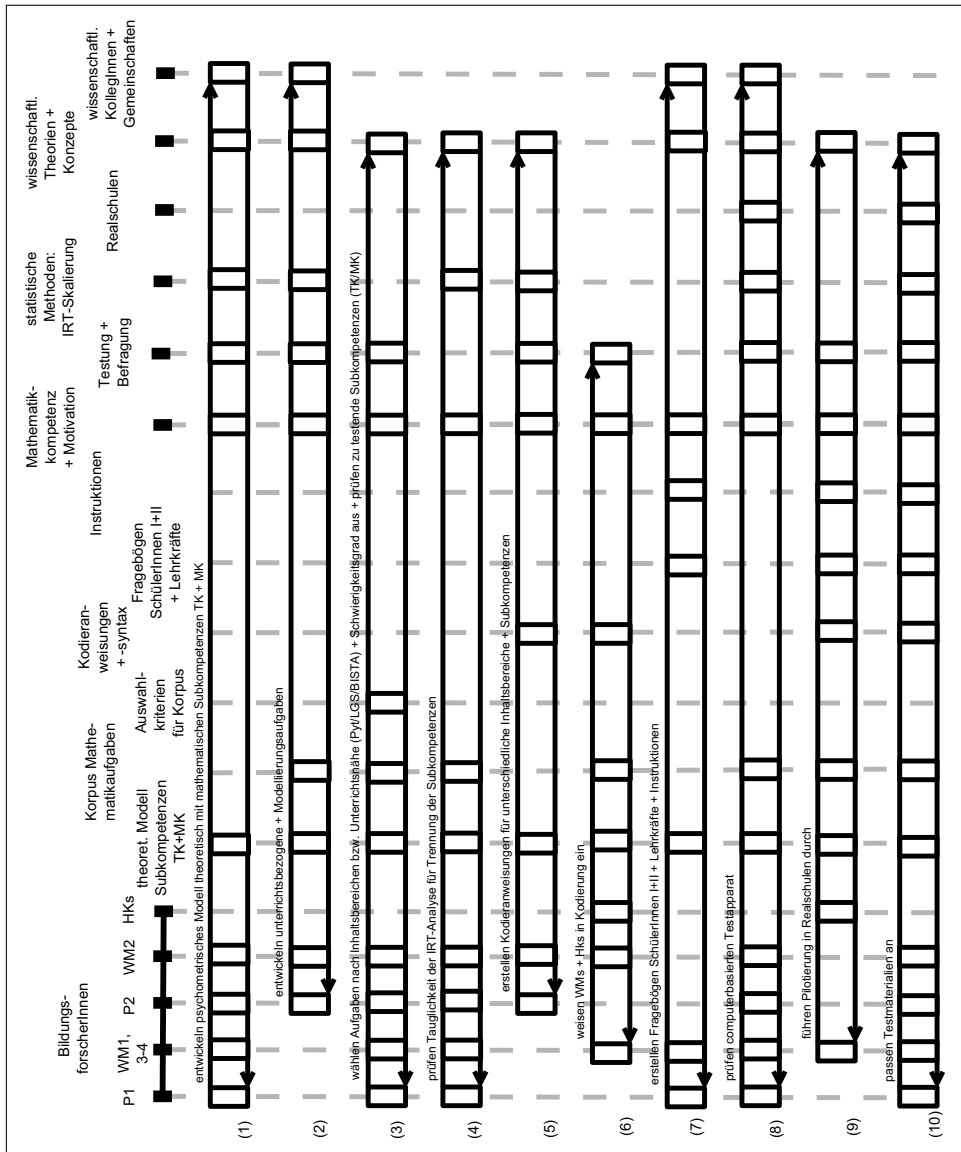 Bildungs-
forscherInnen
P1
WM1,
3-4
P2
WM2
HKs
theoret. Modell
Subkompetenzen
TK+MK
Korpus Mathe-
matikaufgaben
Auswahl-
kriterien
für Korpus
Kodieran-
weisungen
+ -syntax
Fragebögen
SchülerInnen I+II
+ Lehrkräfte
Instruktionen
Mathematik-
kompetenz
+ Motivation
Testung +
Befragung
statistische
Methoden:
IRT-Skalierung
Realschulen
wissenschaftl.
Theorien +
Konzepte
wissenschaftl.
KollegInnen +
Gemeinschaften
entwickeln psychometrisches Modell theoretisch mit mathematischen Subkompetenzen TK + MK
(1)
entwickeln unterrichtsbezogene + Modellierungsaufgaben
(2)
wählen Aufgaben nach Inhaltsbereichen bzw. Unterrichtsnähe (Pyt/LGS/BISTA) + Schwierigkeitsgrad aus + prüfen zu testende Subkompetenzen (TK/MK)
(3)
prüfen Tauglichkeit der IRT-Analyse für Trennung der Subkompetenzen
(4)
erstellen Kodieranweisungen für unterschiedliche Inhaltsbereiche + Subkompetenzen
(5)
weisen WMs + Hks in Kodierung ein
(6)
erstellen Fragebögen SchülerInnen I+II + Lehrkräfte + Instruktionen
(7)
prüfen computerbasierten Testapparat
(8)
führen Pilotierung in Realschulen durch
(9)
passen Testmaterialien an
(10)